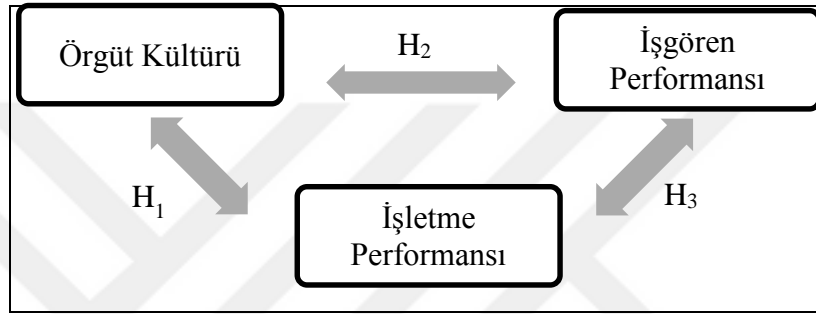 Örgüt Kültürü
H₂
İşgören
Performansı
H₁
İşletme
Performansı
H₃